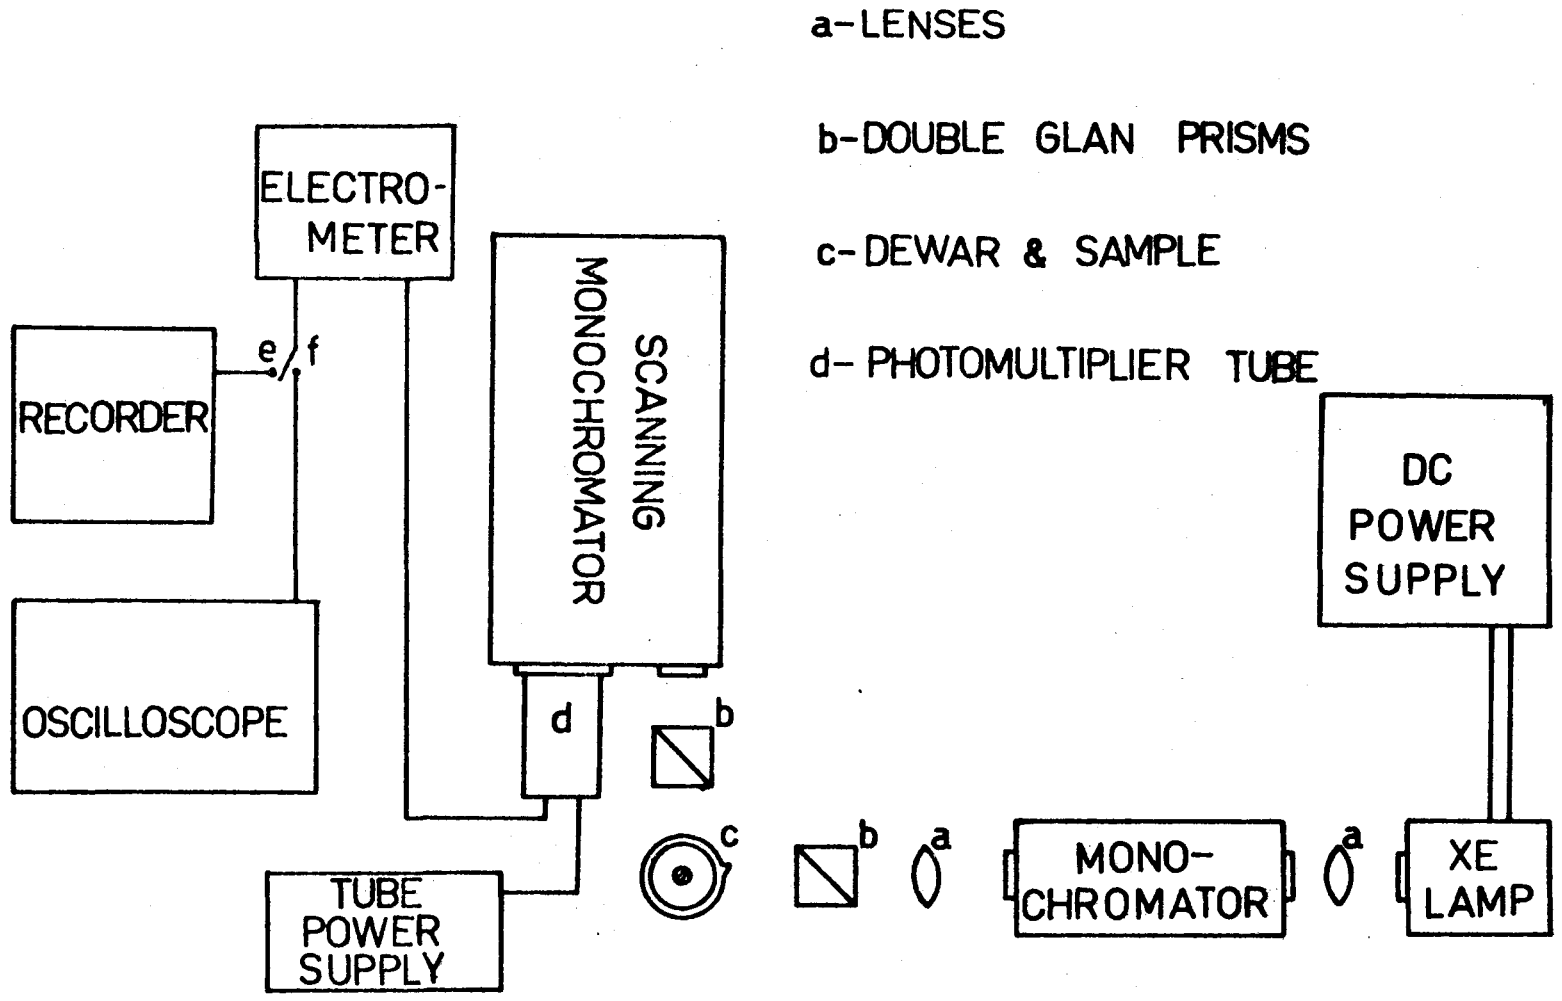 a-LENSES
b-DOUBLE GLAN PRISMS
c-DEWAR & SAMPLE
d-PHOTOMULTIPLIER TUBE
ELECTRO-
METER
SCANNING
MONOCHROMATOR
e f
RECORDER
OSCILLOSCOPE
d
b
c
b
a
a
TUBE
POWER
SUPPLY
MONO-
CHROMATOR
XE
LAMP
DC
POWER
SUPPLY